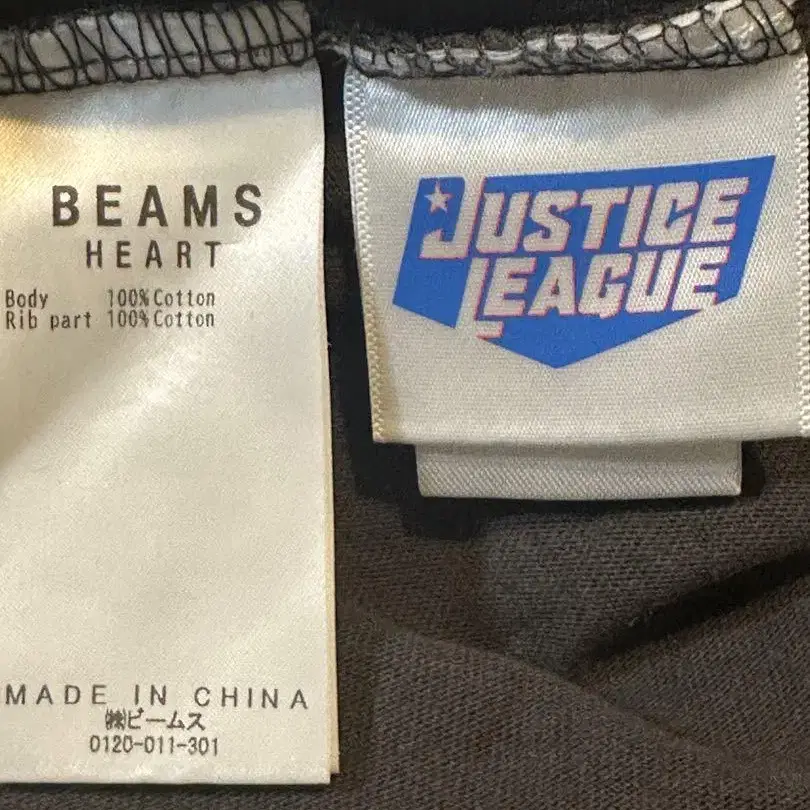 BEAMS
HEART
Body 100%Cotton
Rib part 100%Cotton
MADE IN CHINA
㈱ビームス
0120-011-301
JUSTICE
LEAGUE